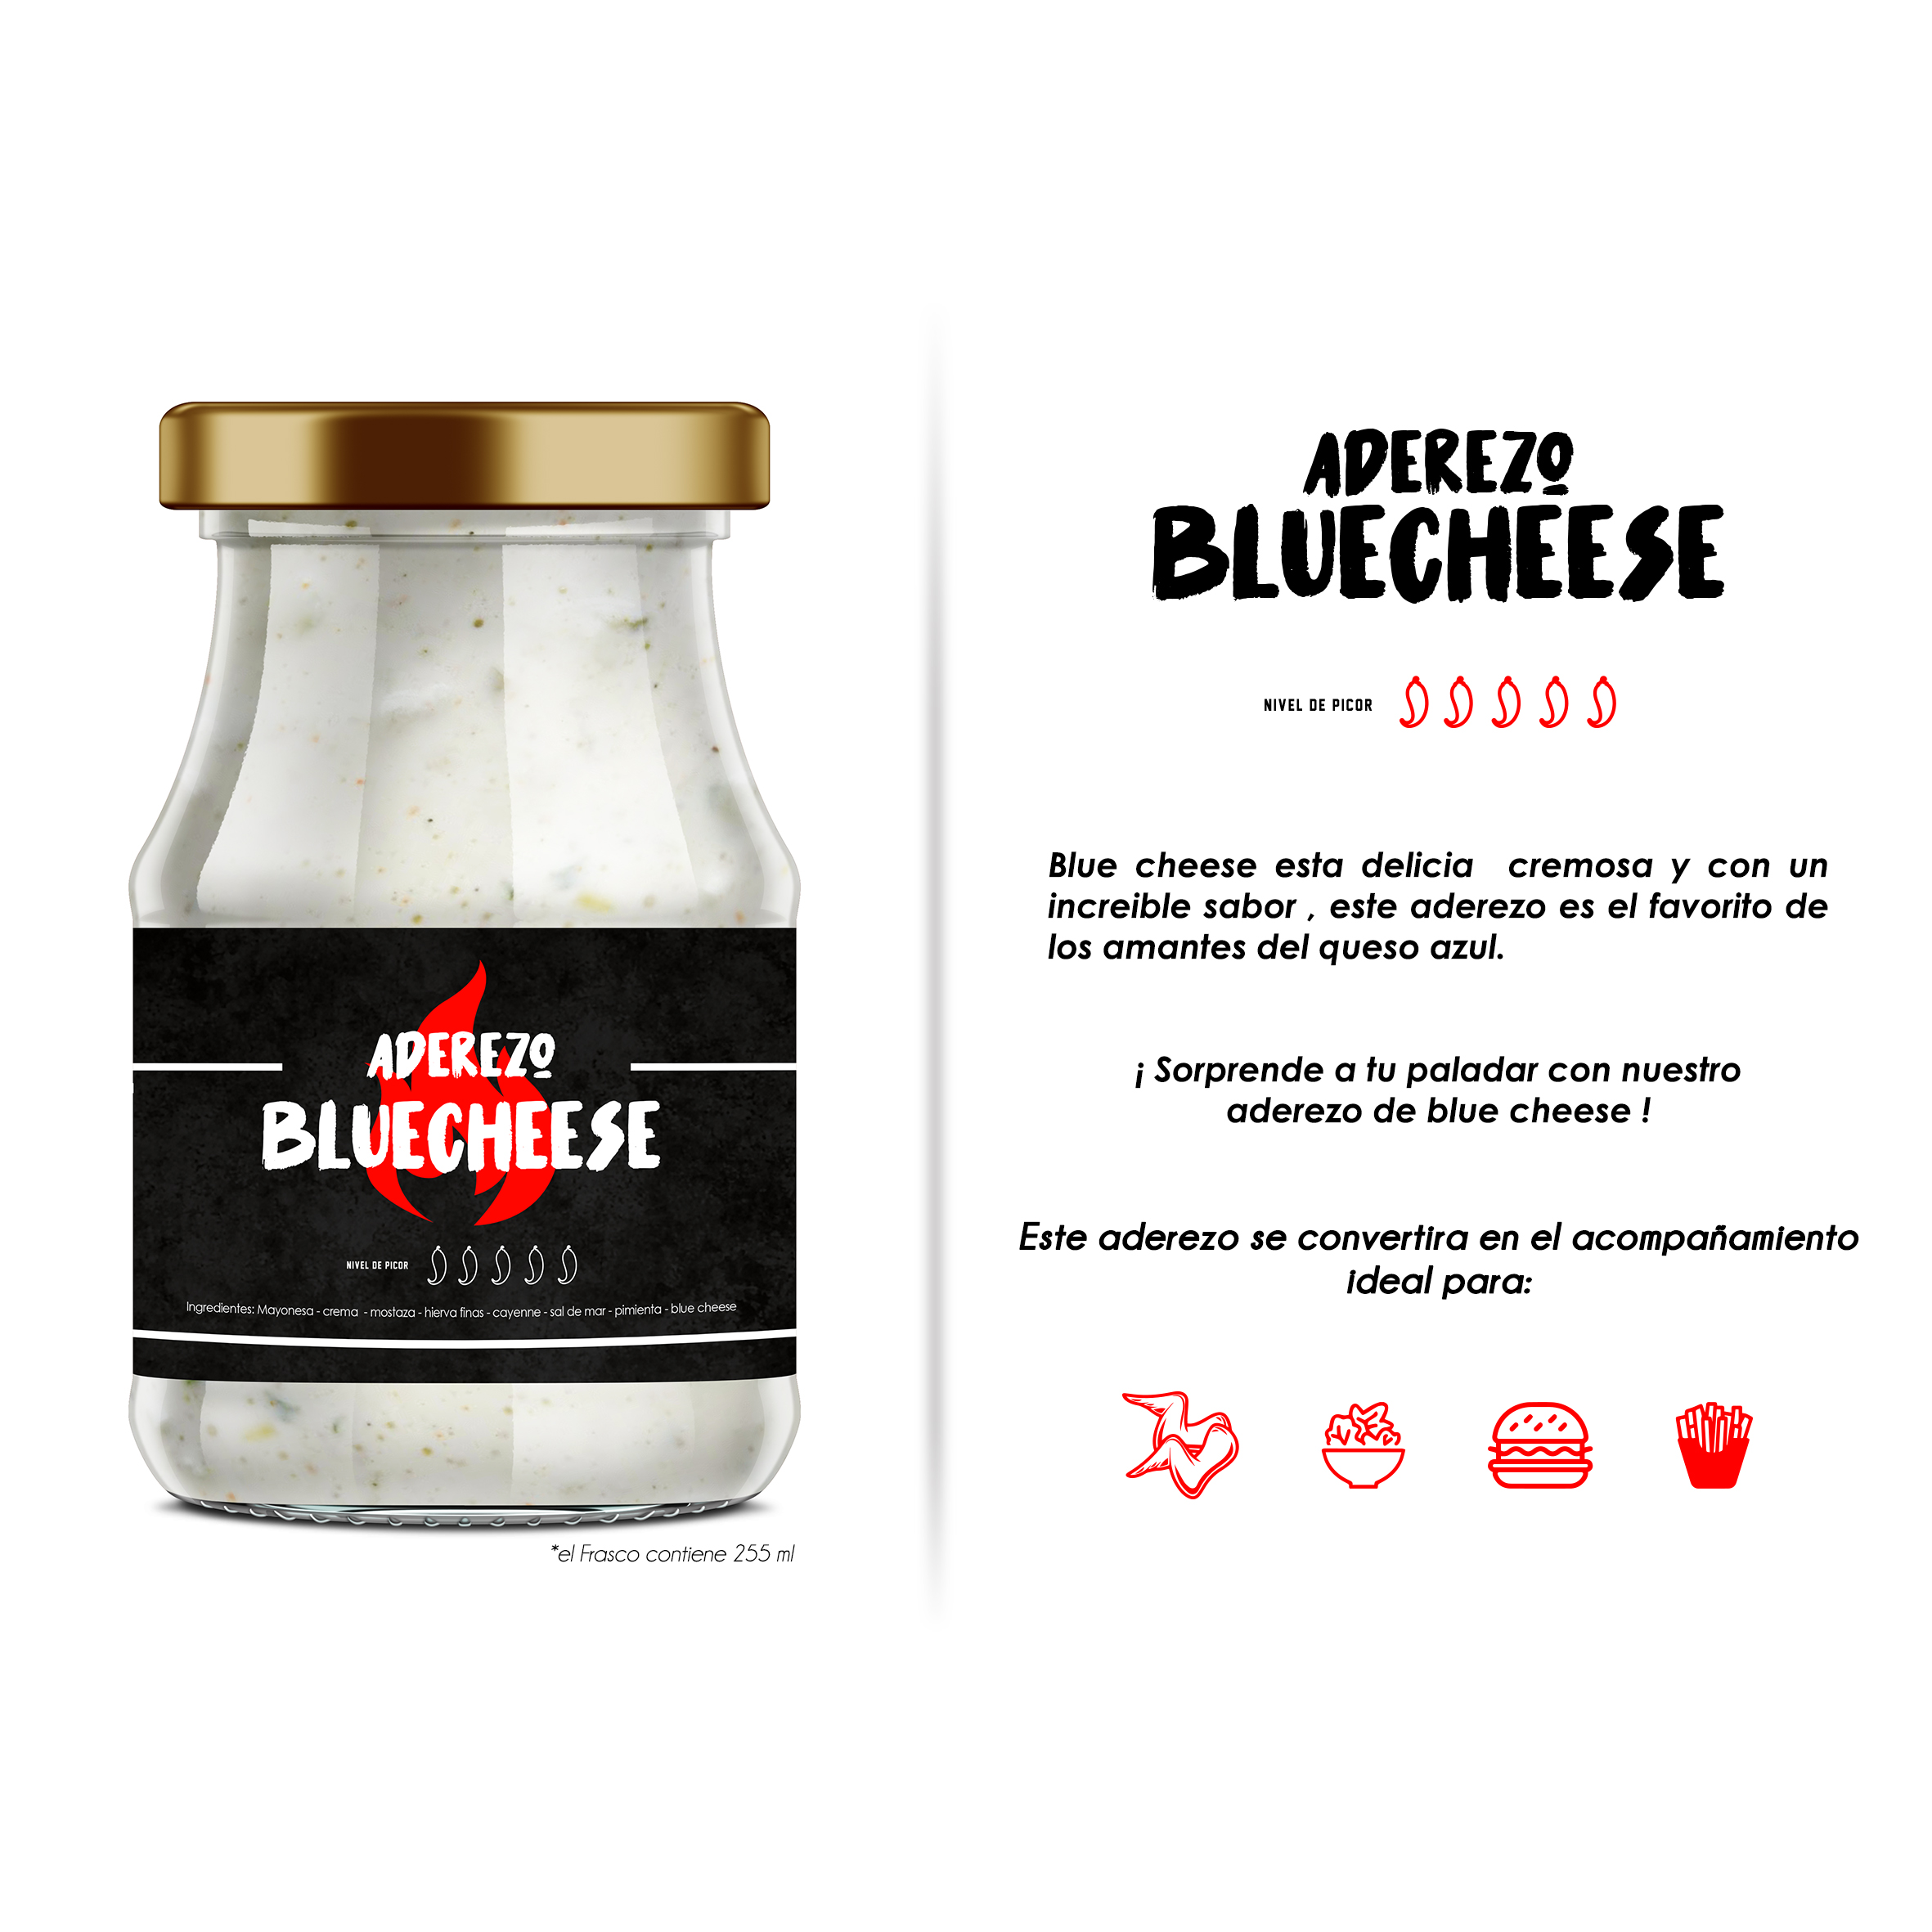 ADEREZO
BLUECHEESE
NIVEL DE PICOR
Ingredientes: Mayonesa - crema - mostaza - hierva finas - cayenne - sal de mar - pimienta - blue cheese
*el Frasco contiene 255 ml
ADEREZO
BLUECHEESE
NIVEL DE PICOR
Blue cheese esta delicia cremosa y con un
increible sabor , este aderezo es el favorito de
los amantes del queso azul.
¡ Sorprende a tu paladar con nuestro
aderezo de blue cheese !
Este aderezo se convertira en el acompañamiento
ideal para: